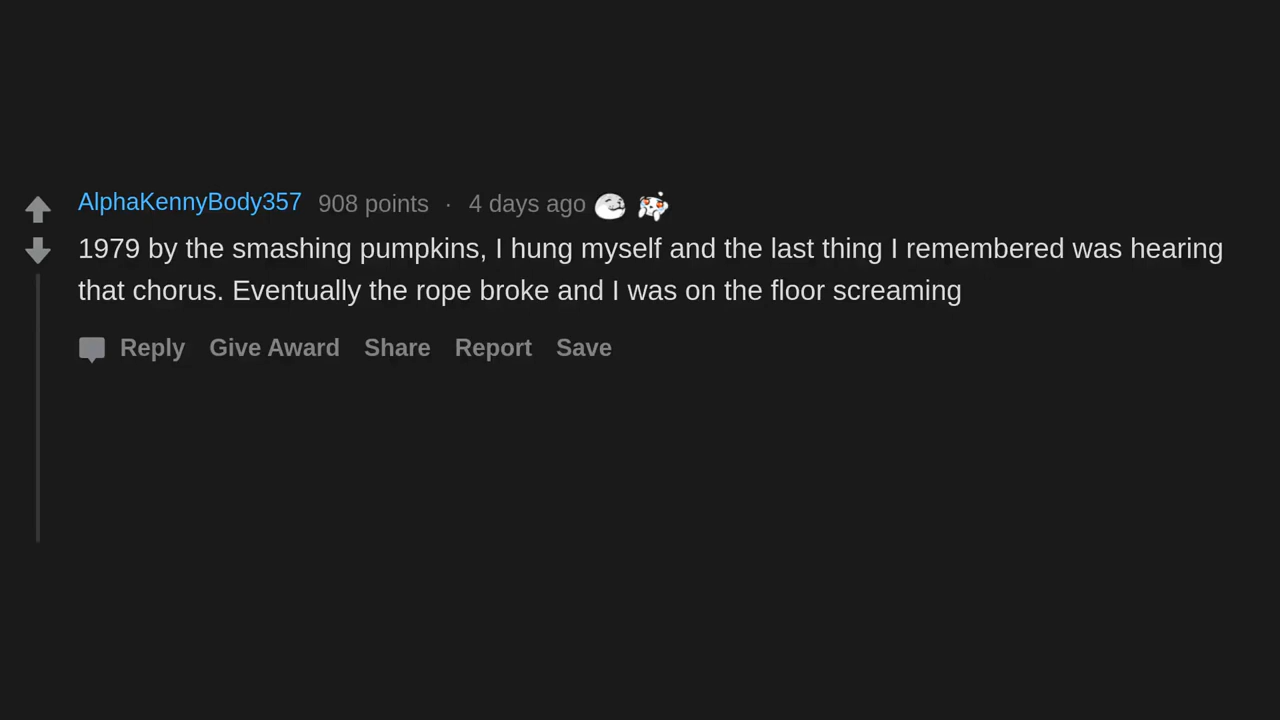 AlphaKennyBody357 908 points · 4 days ago
1979 by the smashing pumpkins, I hung myself and the last thing I remembered was hearing
that chorus. Eventually the rope broke and I was on the floor screaming
Reply Give Award Share Report Save